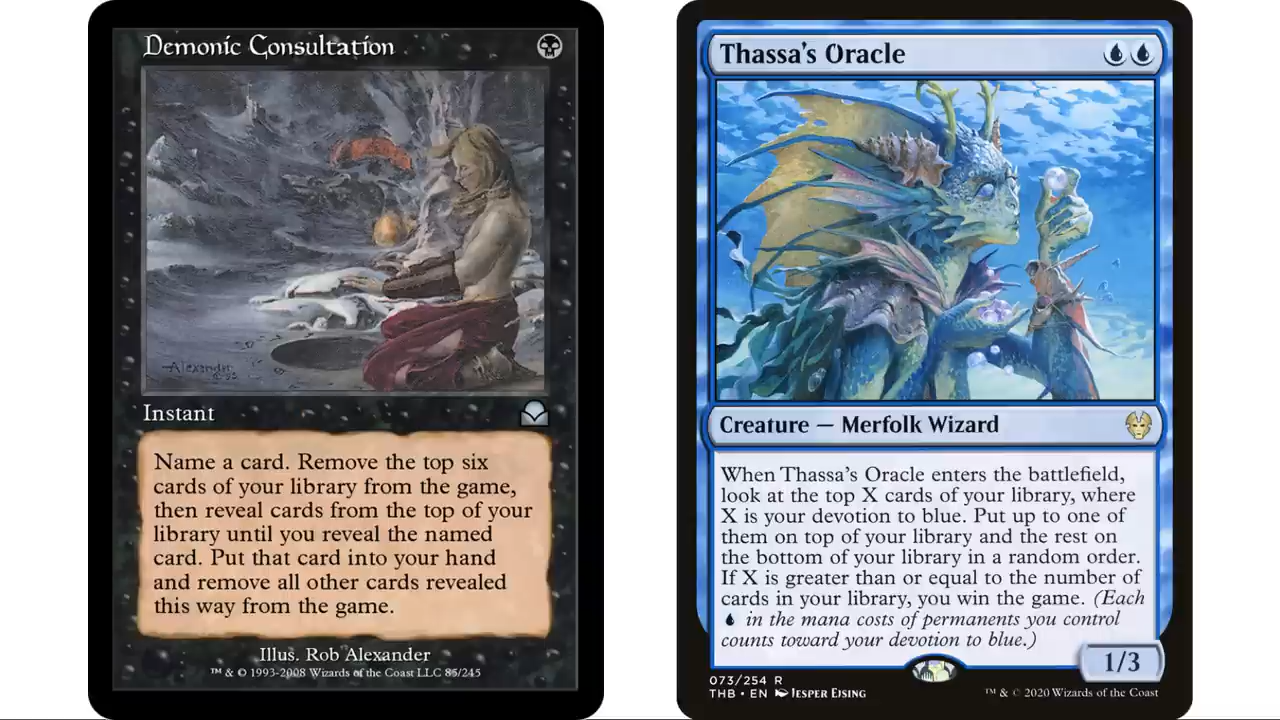 Demonic Consultation
Alexander
Instant
Name a card. Remove the top six
cards of your library from the game,
then reveal cards from the top of your
library until you reveal the named
card. Put that card into your hand
and remove all other cards revealed
this way from the game.
Illus. Rob Alexander
™ & © 1993-2008 Wizards of the Coast LLC 86/245
Thassa's Oracle
Creature — Merfolk Wizard
When Thassa's Oracle enters the battlefield,
look at the top X cards of your library, where
X is your devotion to blue. Put up to one of
them on top of your library and the rest on
the bottom of your library in a random order.
If X is greater than or equal to the number of
cards in your library, you win the game. (Each
in the mana costs of permanents you control
counts toward your devotion to blue.)
1/3
073/254 R
THB • EN JESPER EJSING
™ & © 2020 Wizards of the Coast